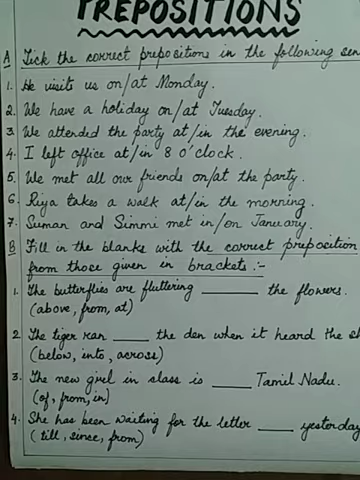 PREPOSITIONS
A Tick the correct prepositions in the following sen
1. He visits us on/at Monday.
2. We have a holiday on/at Tuesday.
3. We attended the party at/in the evening.
4. I left office at/in 8 o'clock.
5. We met all our friends on/at the party.
6. Riya takes a walk at/in the morning.
7. Suman and Simmi met in/on January.
B Fill in the blanks with the correct preposition
from those given in brackets:-
1. The butterflies are fluttering ______ the flowers.
(above, from, at)
2 The tiger ran ____ the den when it heard the sh
(below, into, across)
3. The new girl in class is ____ Tamil Nadu.
(of, from, in)
4. She has been waiting for the letter ____ yesterday
(till, since, from)